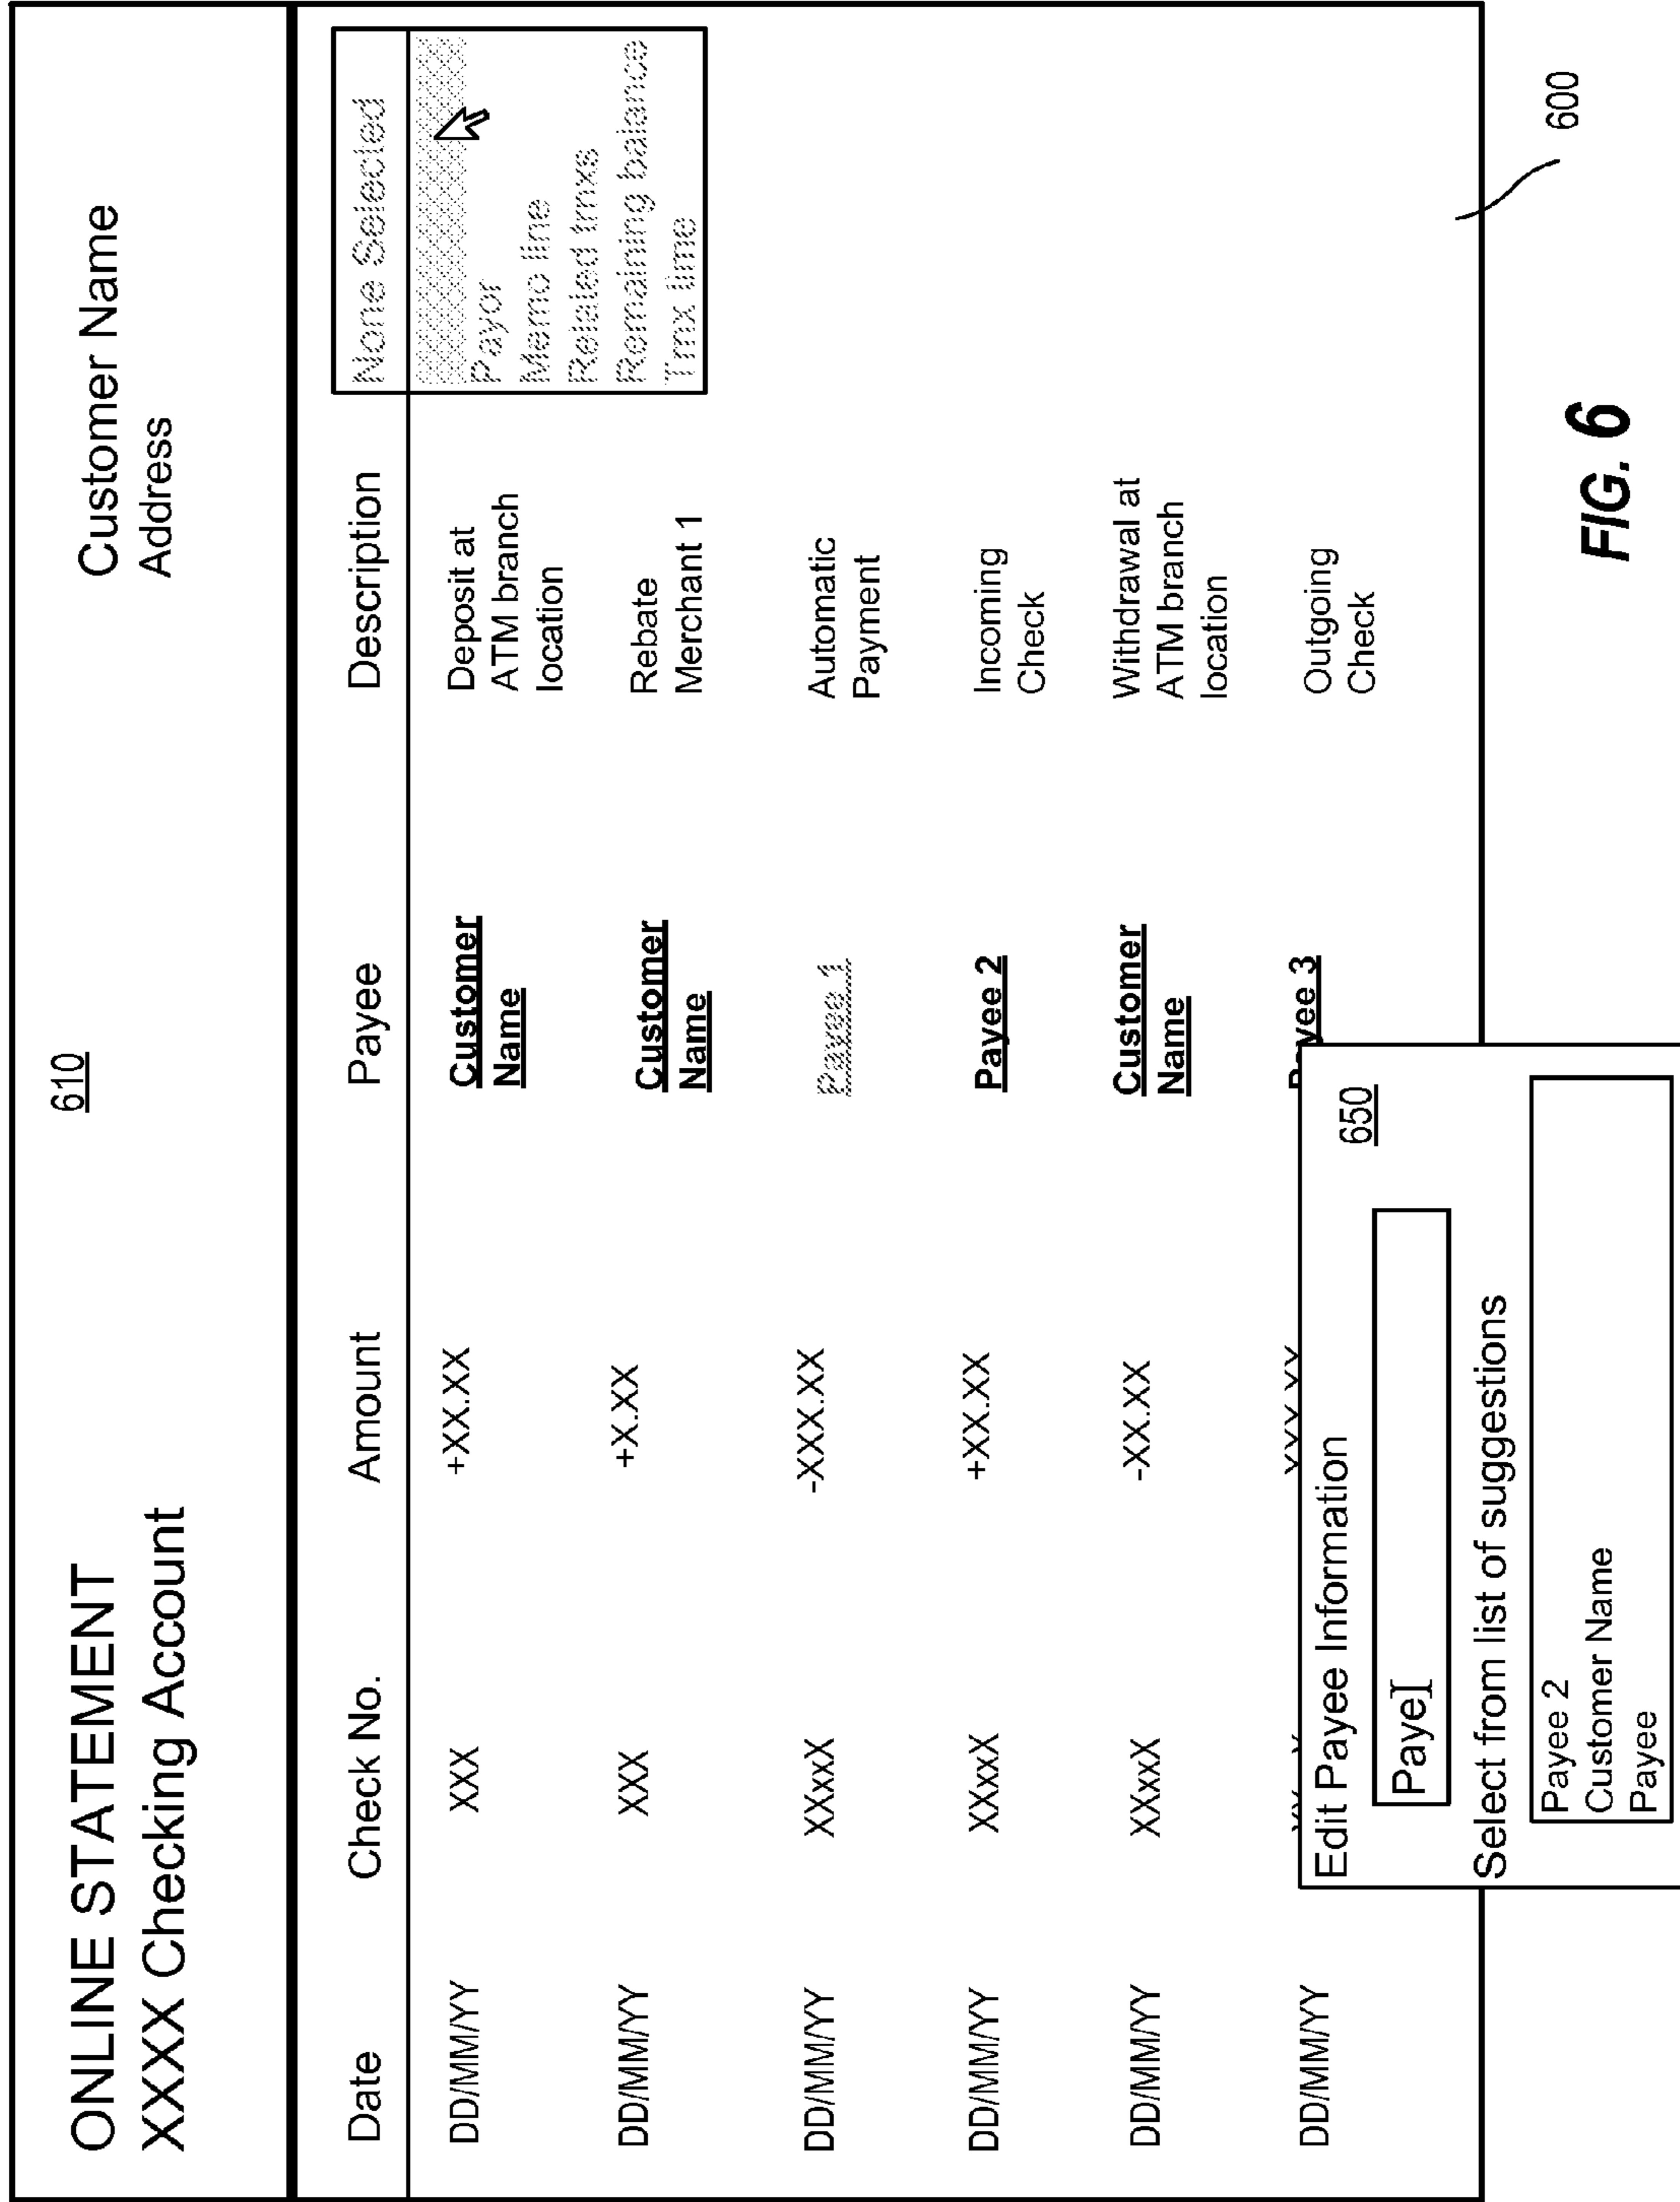 610
ONLINE STATEMENT
XXXX Checking Account
Customer Name
Address
Date Check No. Amount Payee Description None Selected
Payor
Memo line
Related trnxs
Remaining balance
Trnx time
DD/MM/YY XXX +XX.XX Customer Name Deposit at ATM branch location
DD/MM/YY XXX +X.XX Customer Name Rebate Merchant 1
DD/MM/YY XXxxX -XXX.XX Payee 1 Automatic Payment
DD/MM/YY XXxxX +XX.XX Payee 2 Incoming Check
DD/MM/YY XXxxX -XX.XX Customer Name Withdrawal at ATM branch location
DD/MM/YY Payee 3 Outgoing Check
650
Edit Payee Information
Paye
Select from list of suggestions
Payee 2
Customer Name
Payee
600
FIG. 6